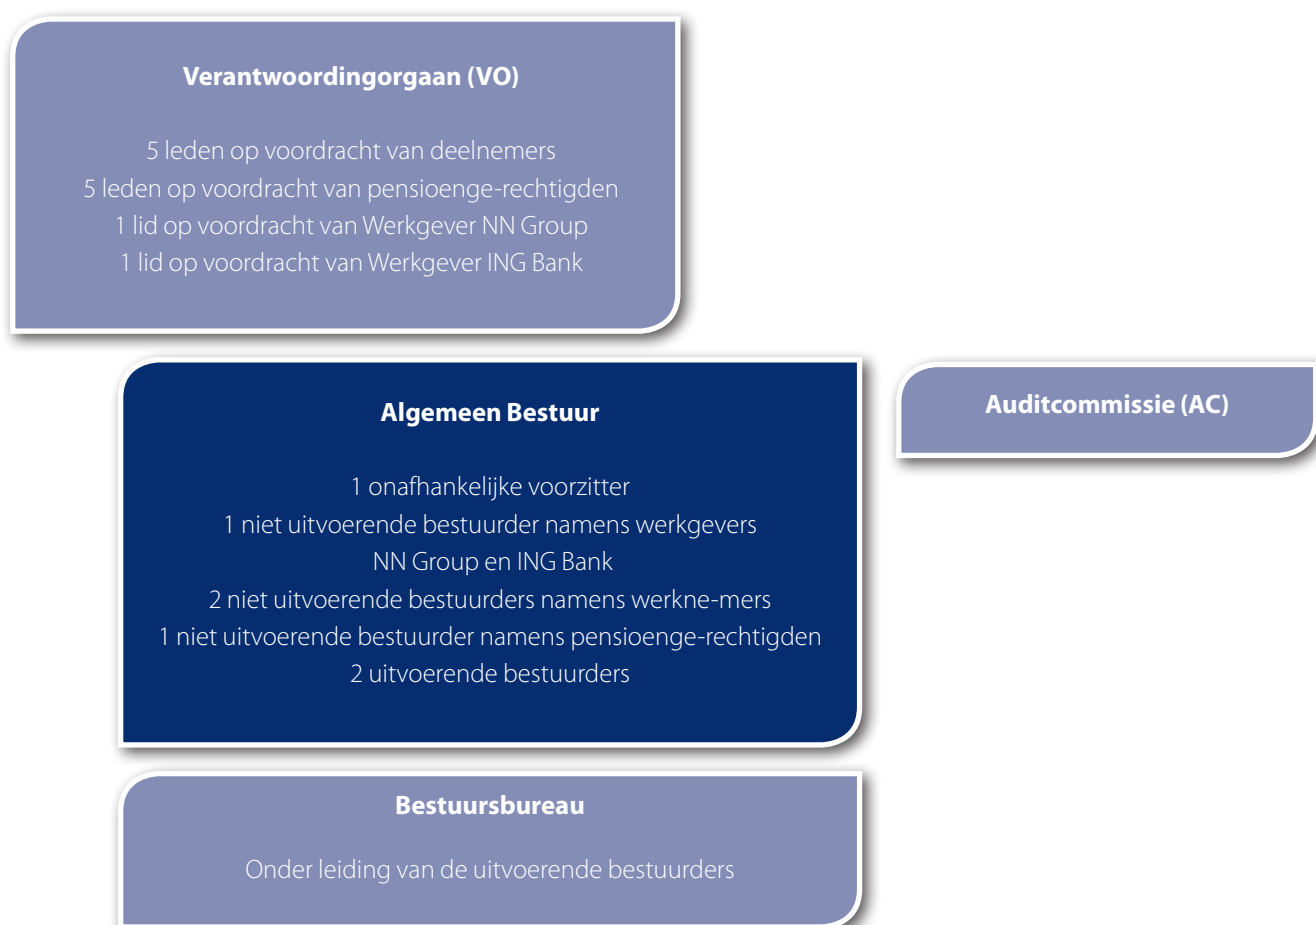 Verantwoordingorgaan (VO)
5 leden op voordracht van deelnemers
5 leden op voordracht van pensioenge-rechtigden
1 lid op voordracht van Werkgever NN Group
1 lid op voordracht van Werkgever ING Bank
Algemeen Bestuur
1 onafhankelijke voorzitter
1 niet uitvoerende bestuurder namens werkgevers
NN Group en ING Bank
2 niet uitvoerende bestuurders namens werkne-mers
1 niet uitvoerende bestuurder namens pensioenge-rechtigden
2 uitvoerende bestuurders
Auditcommissie (AC)
Bestuursbureau
Onder leiding van de uitvoerende bestuurders